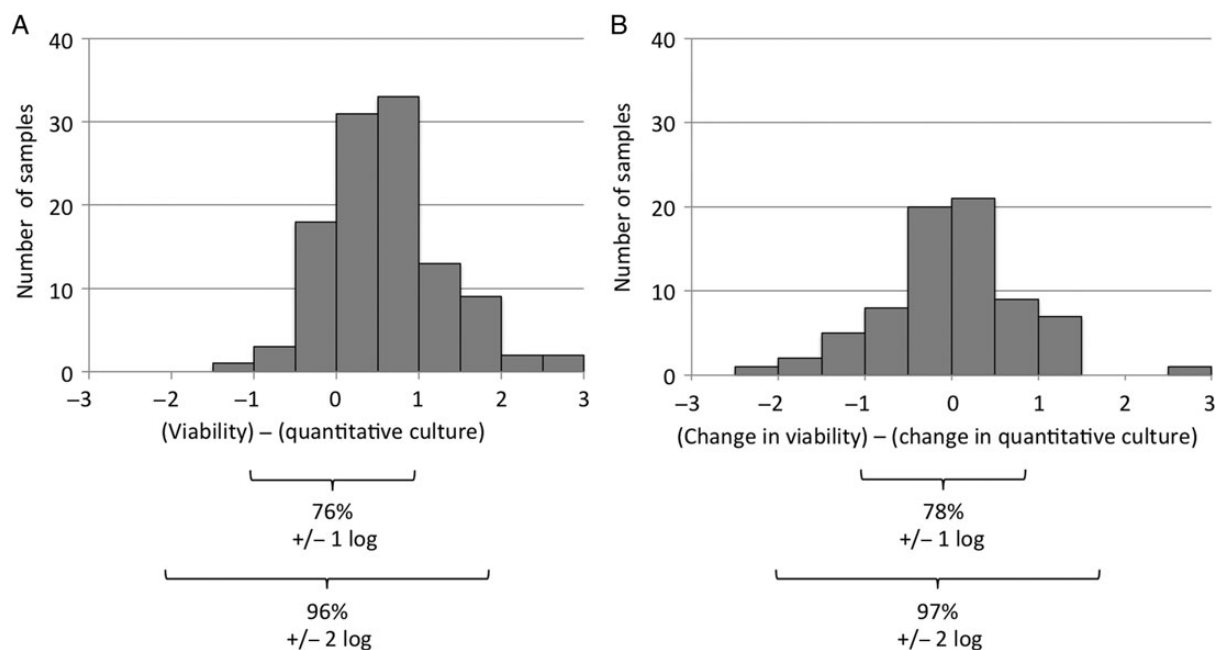 A
40
30
20
10
0
Number of samples
–3 –2 –1 0 1 2 3
(Viability) – (quantitative culture)
76%
+/– 1 log
96%
+/– 2 log
B
40
30
20
10
0
Number of samples
–3 –2 –1 0 1 2 3
(Change in viability) – (change in quantitative culture)
78%
+/– 1 log
97%
+/– 2 log